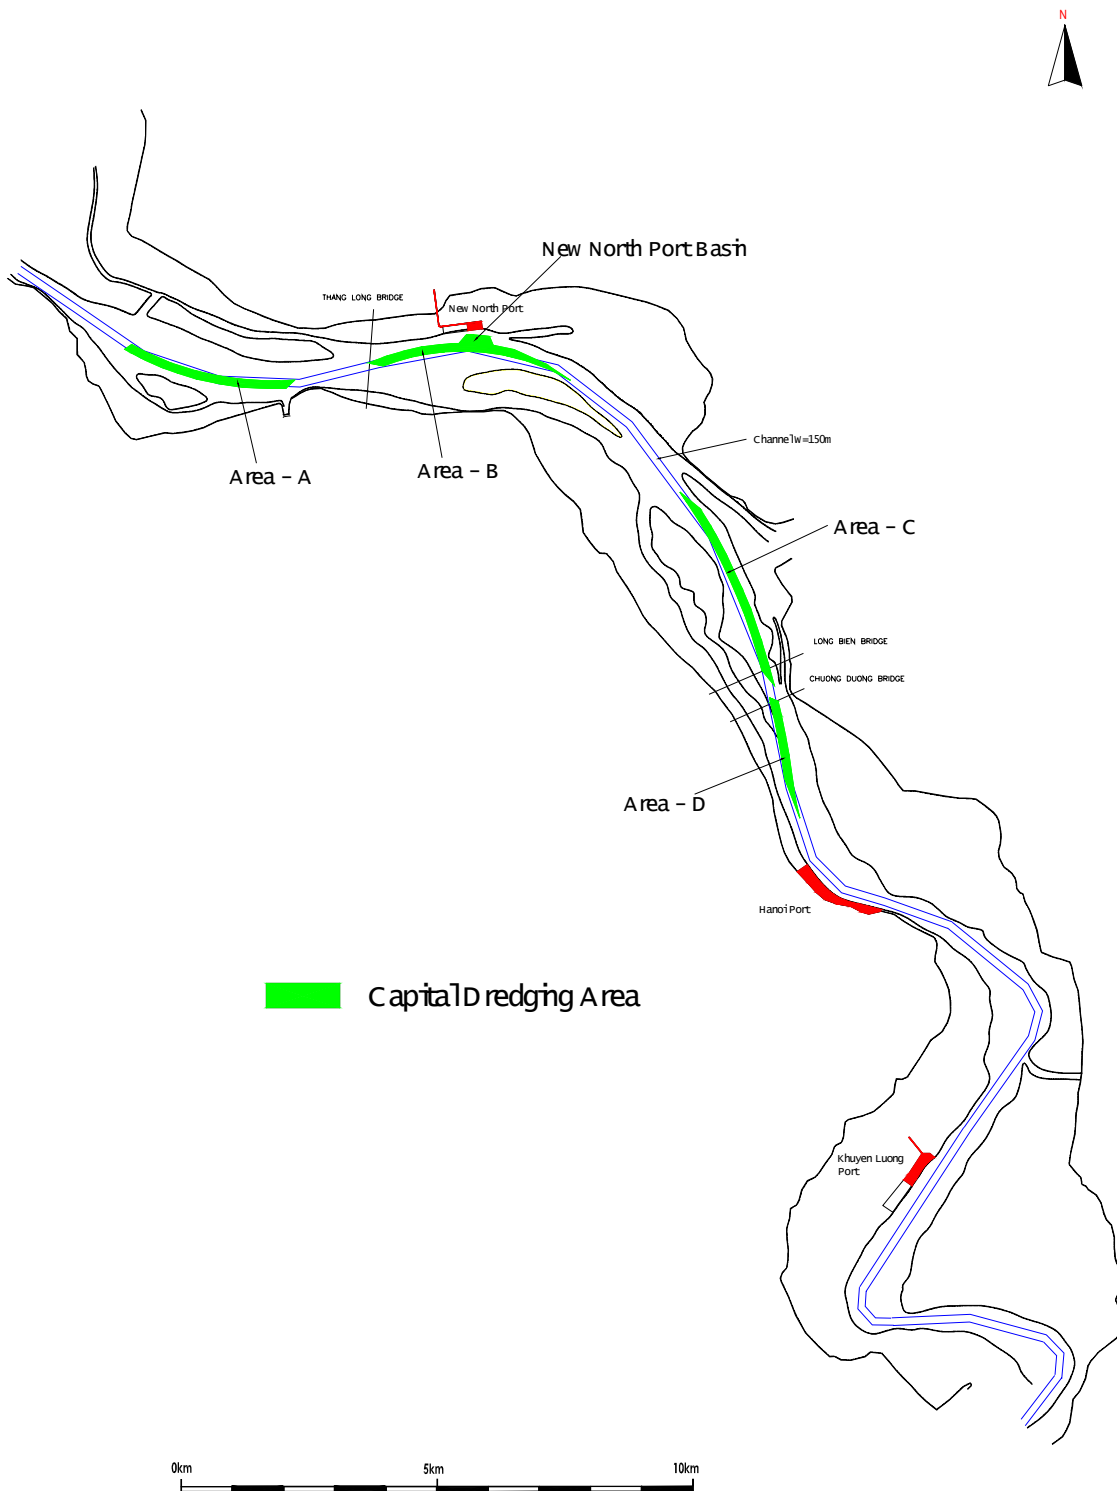 N
New North Port Basin
THANG LONG BRIDGE
New North Port
Channel W=150m
Area – A
Area – B
Area – C
LONG BIEN BRIDGE
CHUONG DUONG BRIDGE
Area – D
Hanoi Port
Capital Dredging Area
Khuyen Luong
Port
0km
5km
10km